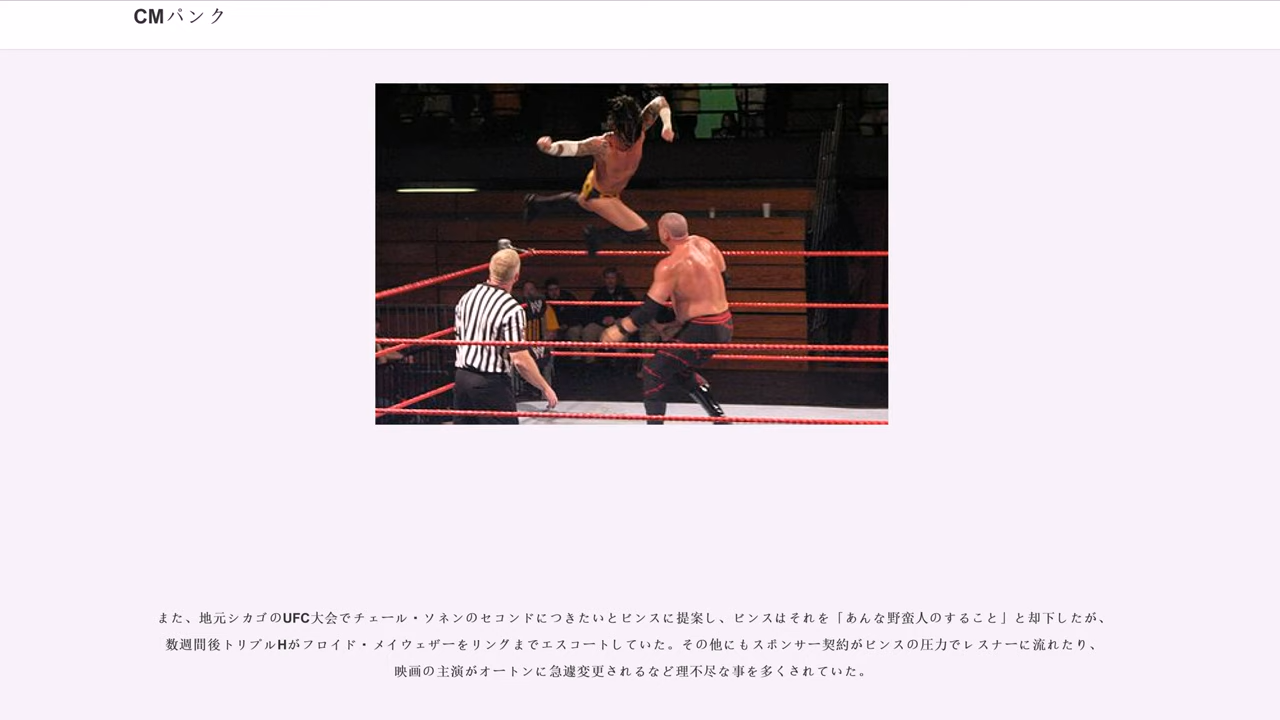 CMパンク
また、地元シカゴのUFC大会でチェール・ソネンのセコンドにつきたいとビンスに提案し、ビンスはそれを「あんな野蛮人のすること」と却下したが、
数週間後トリプルHがフロイド・メイウェザーをリングまでエスコートしていた。その他にもスポンサー契約がビンスの圧力でレスナーに流れたり、
映画の主演がオートンに急遽変更されるなど理不尽な事を多くされていた。